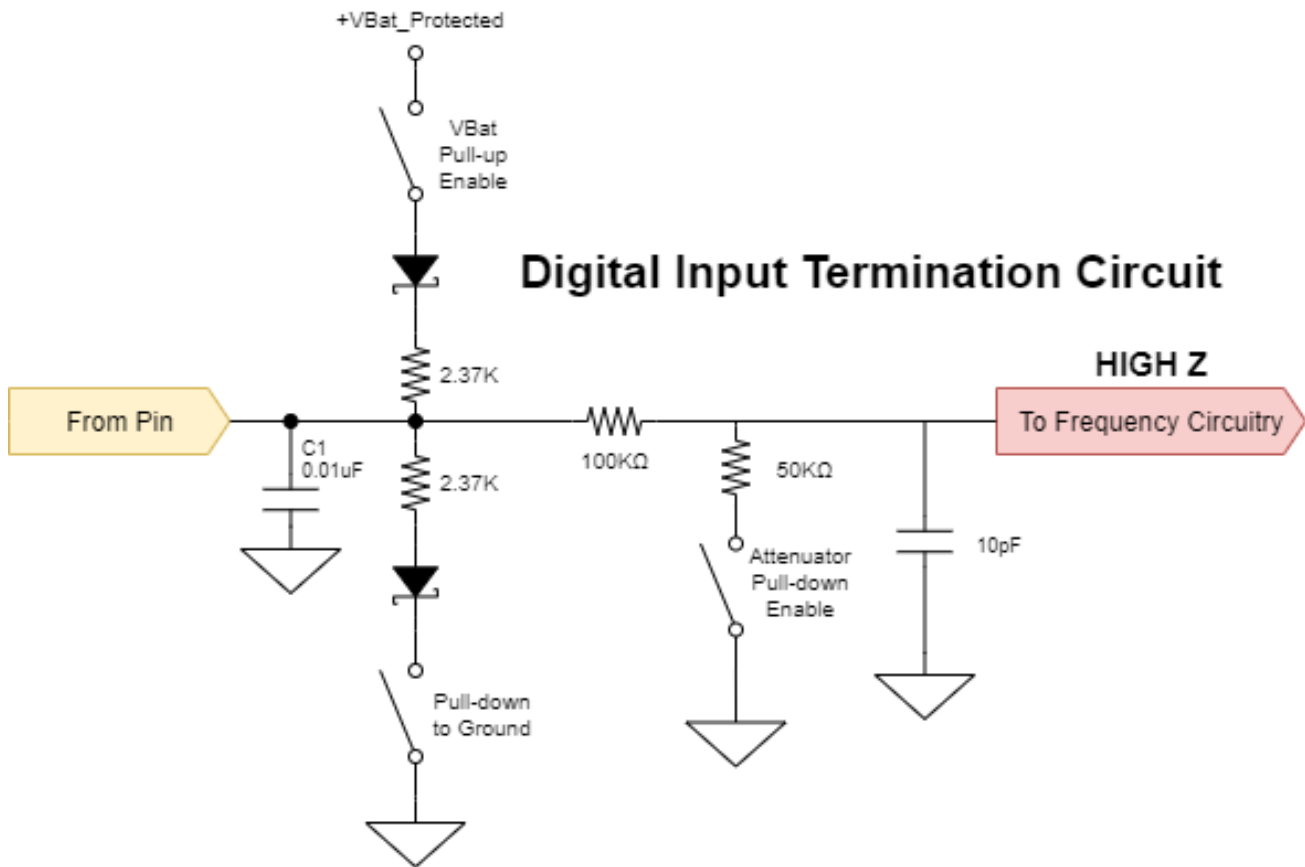 +VBat_Protected
VBat
Pull-up
Enable
Digital Input Termination Circuit
2.37K
HIGH Z
From Pin
To Frequency Circuitry
C1
0.01uF
2.37K
100KΩ
50KΩ
Attenuator
Pull-down
Enable
10pF
Pull-down
to Ground